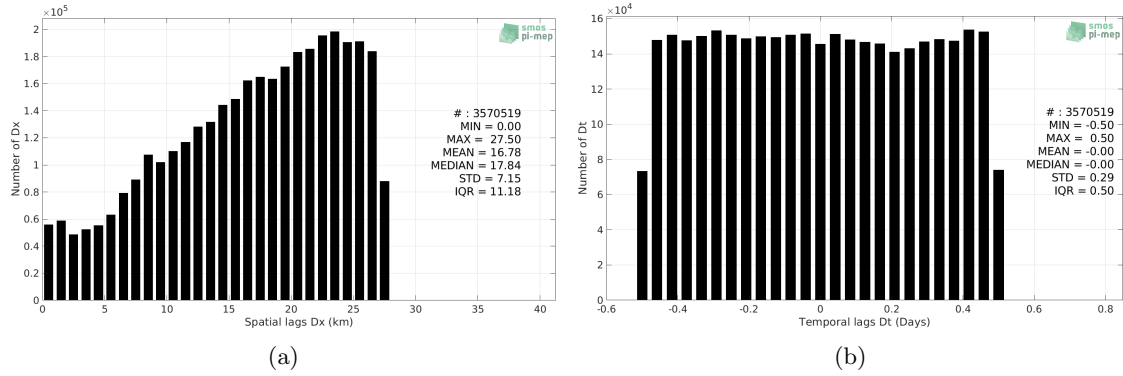 ×10⁵
2
1.8
1.6
1.4
1.2
1
0.8
0.6
0.4
0.2
0
Number of Dx
smos
pi-mep
# : 3570519
MIN = 0.00
MAX = 27.50
MEAN = 16.78
MEDIAN = 17.84
STD = 7.15
IQR = 11.18
0 5 10 15 20 25 30 35 40
Spatial lags Dx (km)
(a)
×10⁴
16
14
12
10
8
6
4
2
0
Number of Dt
smos
pi-mep
# : 3570519
MIN = -0.50
MAX = 0.50
MEAN = -0.00
MEDIAN = -0.00
STD = 0.29
IQR = 0.50
-0.6 -0.4 -0.2 0 0.2 0.4 0.6 0.8
Temporal lags Dt (Days)
(b)